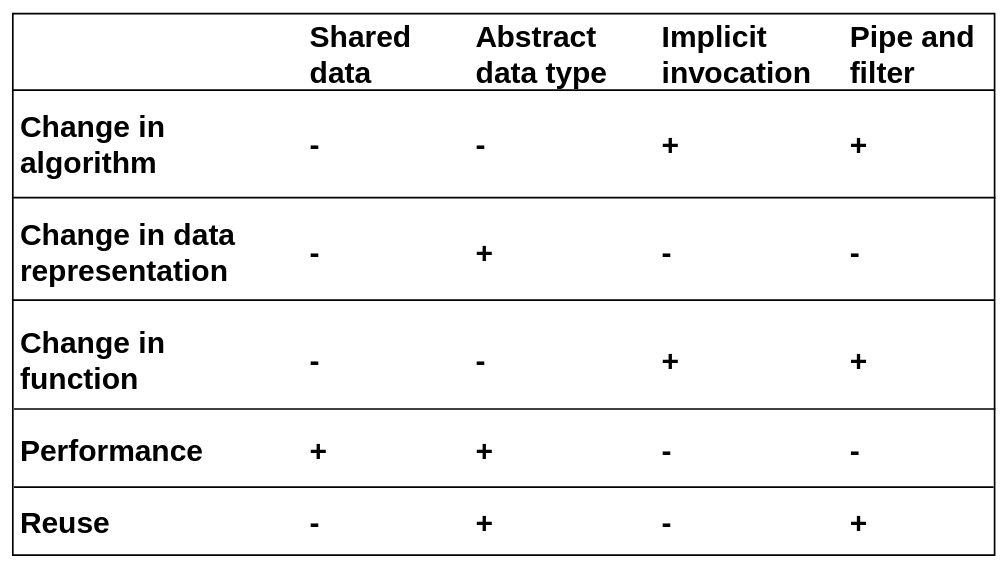 Shared Abstract Implicit Pipe and
data data type invocation filter
Change in
algorithm - - + +
Change in data
representation - + - -
Change in
function - - + +
Performance + + - -
Reuse - + - +